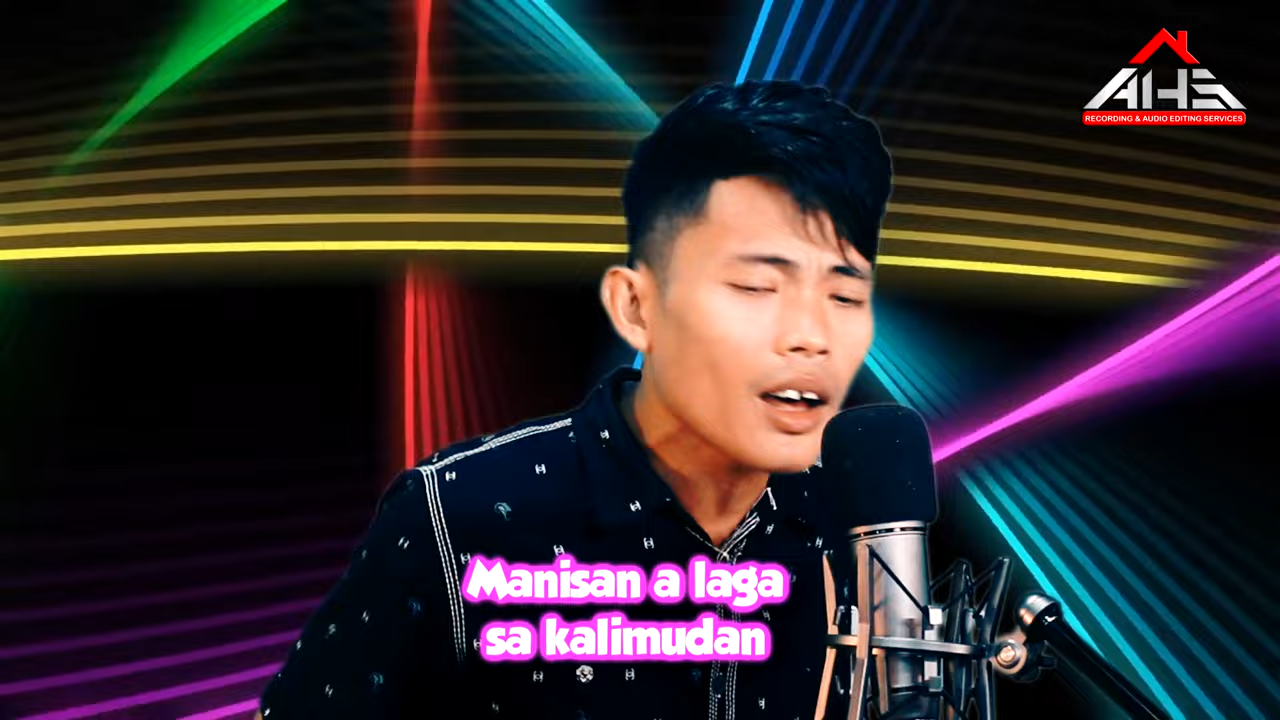 AHS
RECORDING & AUDIO EDITING SERVICES
Manisan a laga
sa kalimudan